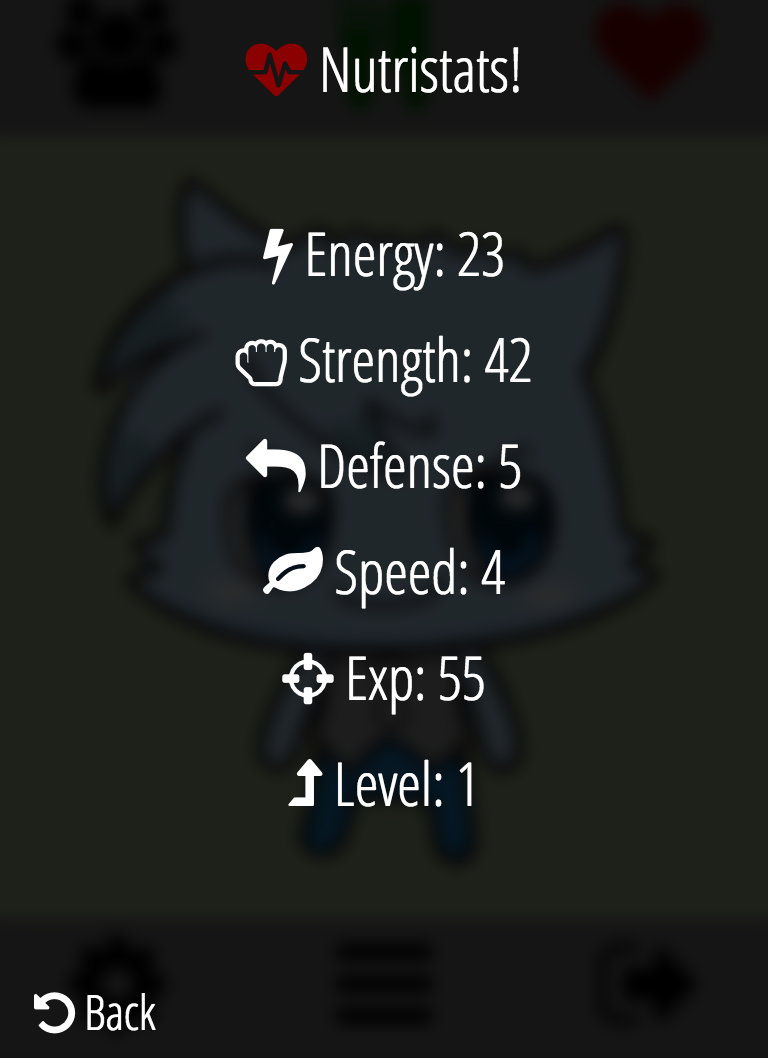 Nutristats!
Energy: 23
Strength: 42
Defense: 5
Speed: 4
Exp: 55
Level: 1
Back